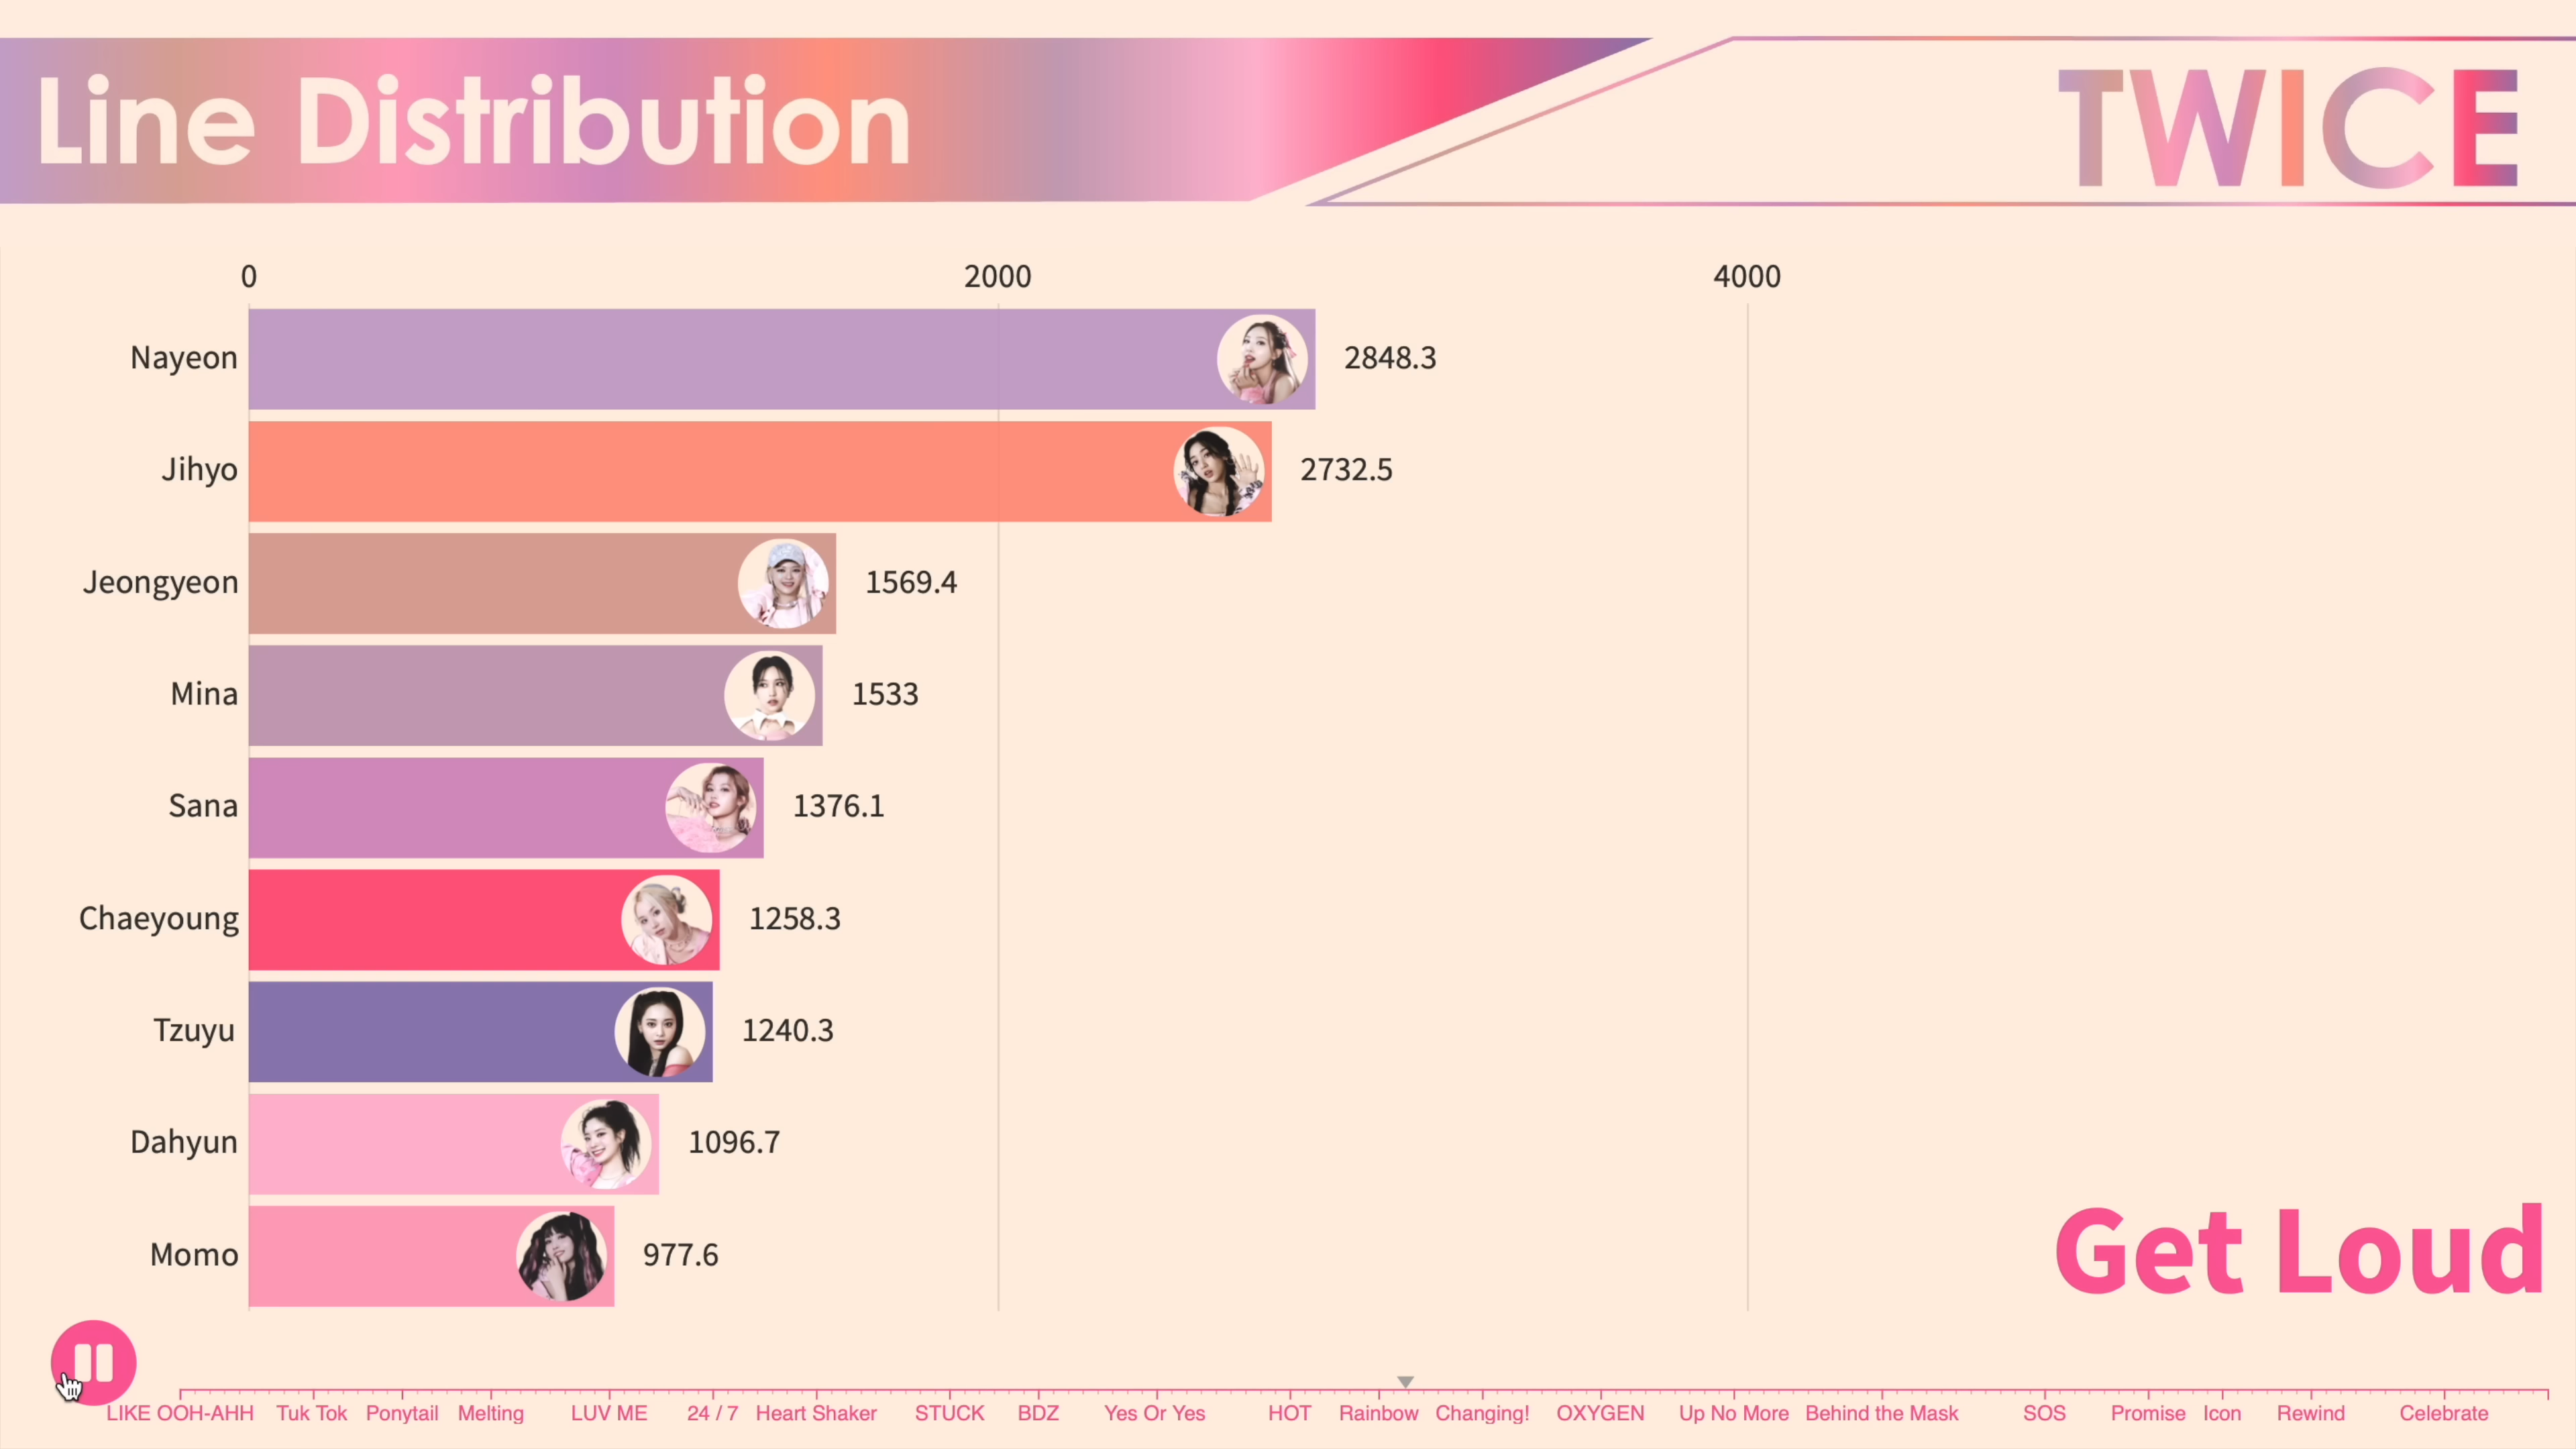 Line Distribution
TWICE
0 2000 4000
Nayeon 2848.3
Jihyo 2732.5
Jeongyeon 1569.4
Mina 1533
Sana 1376.1
Chaeyoung 1258.3
Tzuyu 1240.3
Dahyun 1096.7
Momo 977.6
Get Loud
LIKE OOH-AHH Tuk Tok Ponytail Melting LUV ME 24 / 7 Heart Shaker STUCK BDZ Yes Or Yes HOT Rainbow Changing! OXYGEN Up No More Behind the Mask SOS Promise Icon Rewind Celebrate